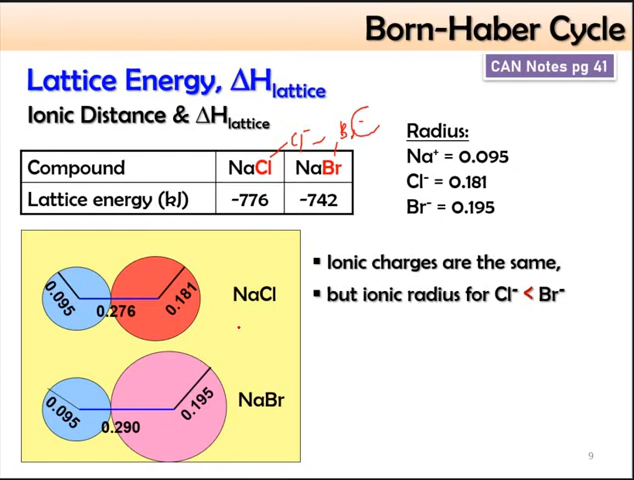 Born-Haber Cycle
CAN Notes pg 41
Lattice Energy, ΔHlattice
Ionic Distance & ΔHlattice
Cl⁻ Br⁻
Compound NaCl NaBr
Lattice energy (kJ) -776 -742
Radius:
Na⁺ = 0.095
Cl⁻ = 0.181
Br⁻ = 0.195
0.095 0.276 0.181 NaCl
0.095 0.290 0.195 NaBr
▪ Ionic charges are the same,
▪ but ionic radius for Cl⁻ < Br⁻
9